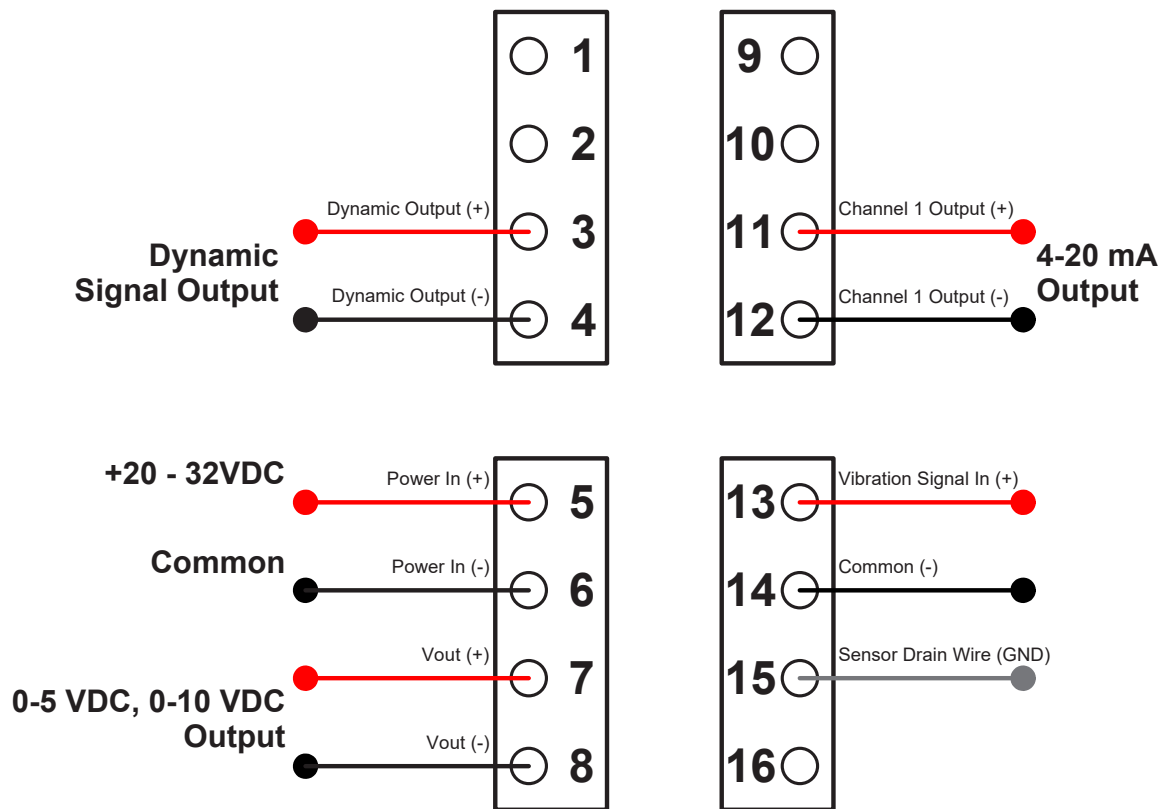 1
2
Dynamic Output (+)
3
Dynamic
Signal Output
Dynamic Output (-)
4
9
10
Channel 1 Output (+)
11
4-20 mA
Output
Channel 1 Output (-)
12
+20 - 32VDC
Power In (+)
5
Common
Power In (-)
6
Vout (+)
7
0-5 VDC, 0-10 VDC
Output
Vout (-)
8
Vibration Signal In (+)
13
Common (-)
14
Sensor Drain Wire (GND)
15
16